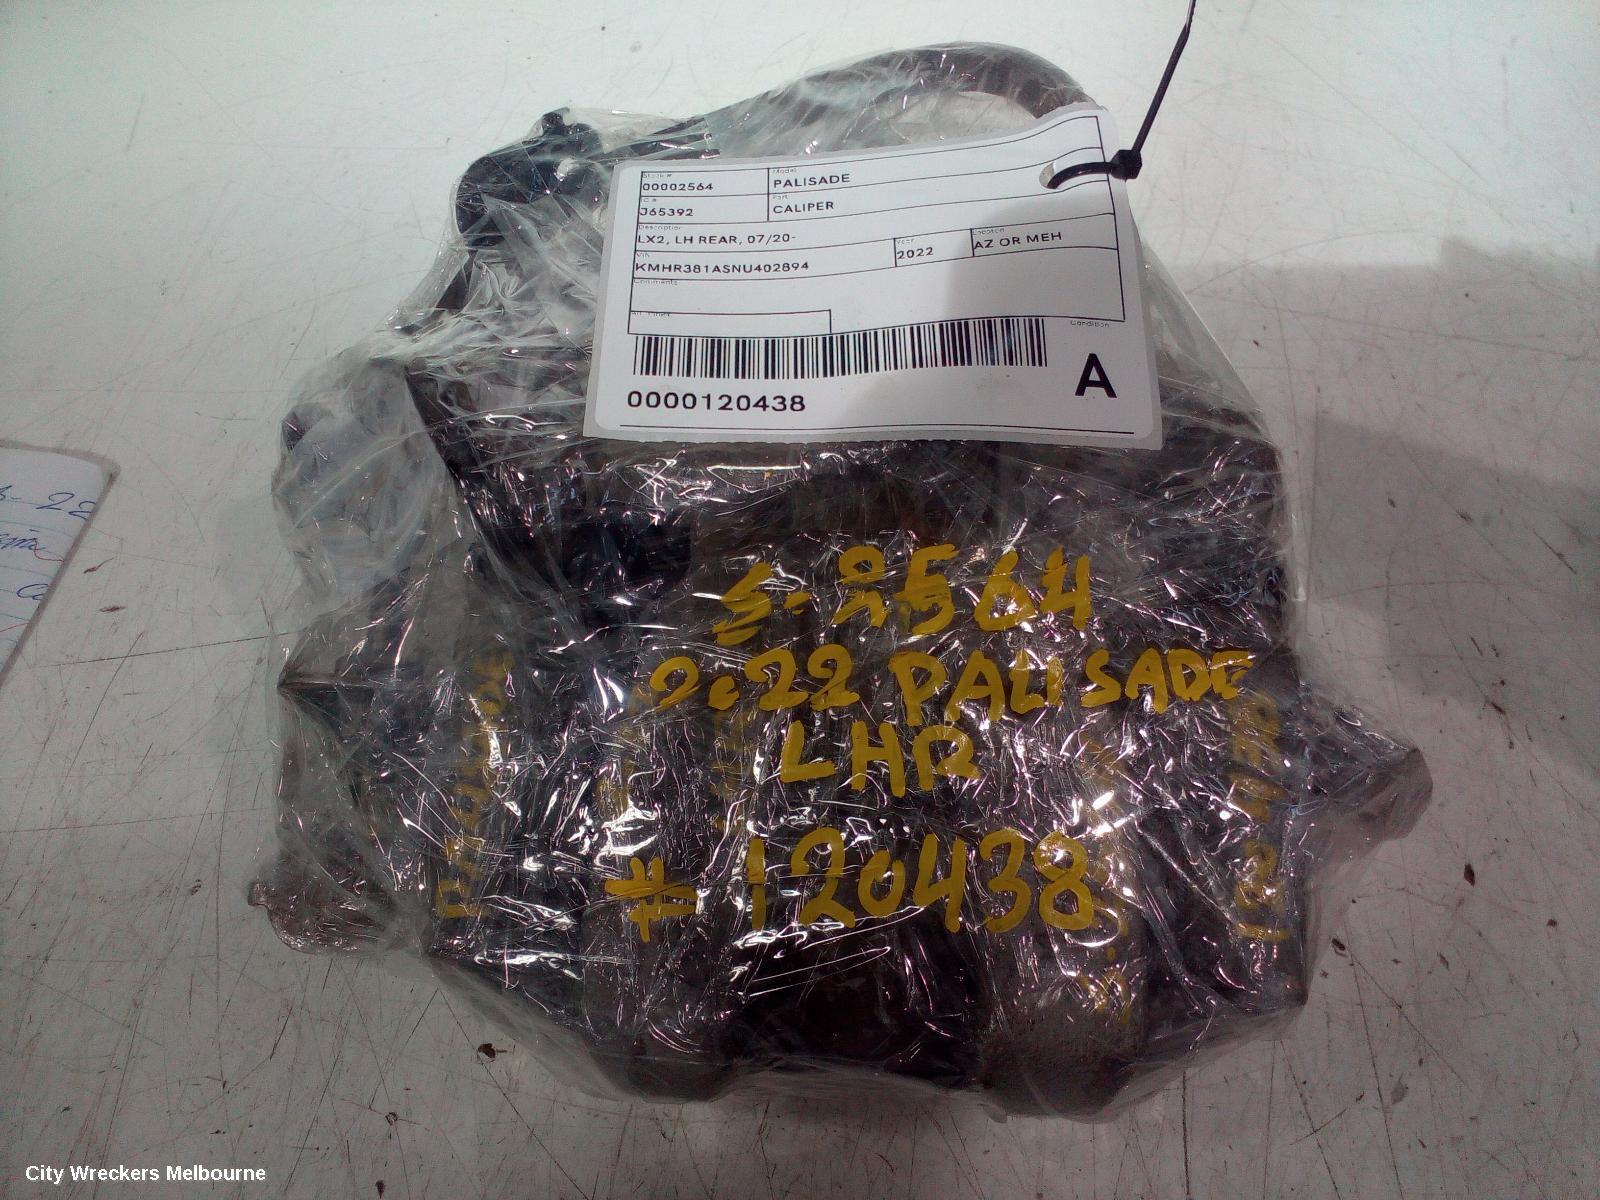 Stock #
00002564
Model
PALISADE
IC #
J65392
Part
CALIPER
Description
LX2, LH REAR, 07/20-
VIN
KMHR381ASNU402894
Year
2022
Location
AZ OR MEH
Comments
Condition
A
0000120438
S-2564
2022 PALISADE
LHR
# 120438
22
City Wreckers Melbourne